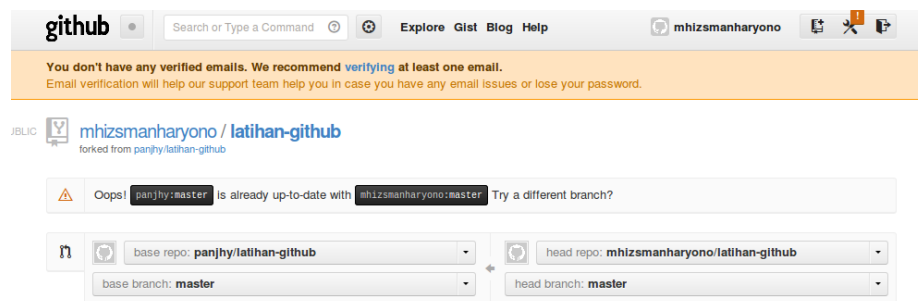 github Search or Type a Command Explore Gist Blog Help mhizsmanharyono
You don't have any verified emails. We recommend verifying at least one email.
Email verification will help our support team help you in case you have any email issues or lose your password.
mhizsmanharyono / latihan-github
forked from panjhy/latihan-github
Oops! panjhy:master is already up-to-date with mhizsmanharyono:master Try a different branch?
base repo: panjhy/latihan-github head repo: mhizsmanharyono/latihan-github
base branch: master head branch: master